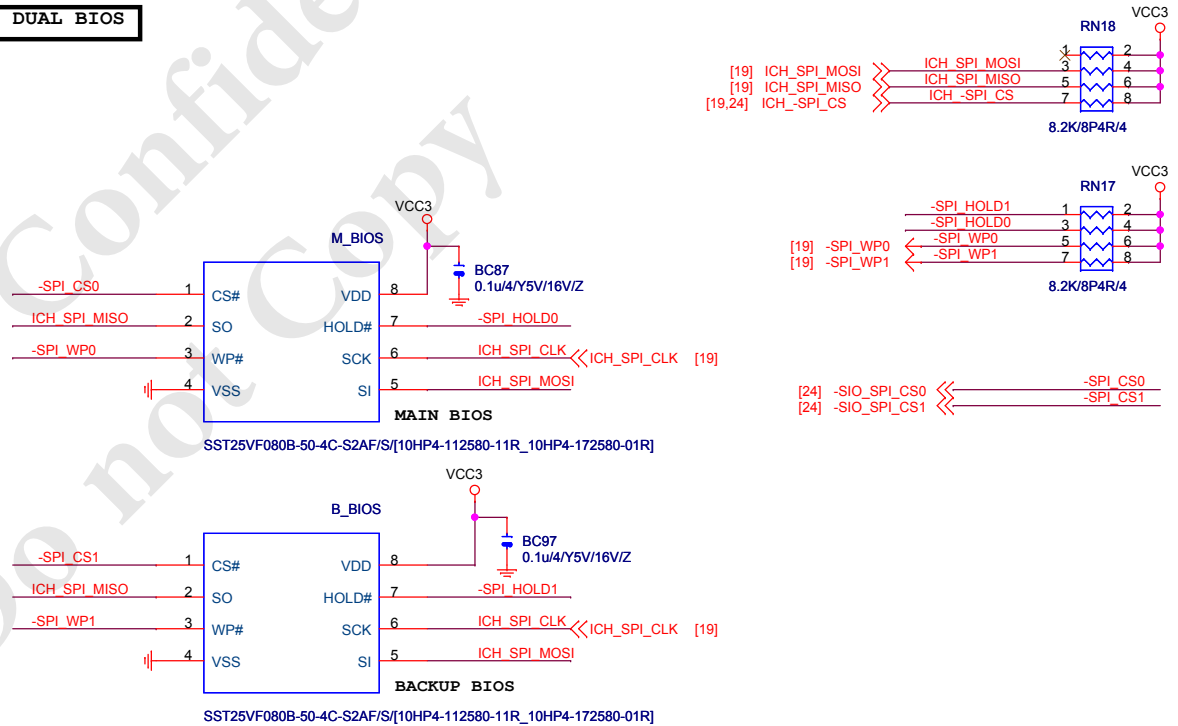 DUAL BIOS
Confide
Do not Copy
VCC3
RN18
1 2
[19] ICH_SPI_MOSI ICH_SPI_MOSI 3 4
[19] ICH_SPI_MISO ICH_SPI_MISO 5 6
[19,24] ICH_-SPI_CS ICH_-SPI_CS 7 8
8.2K/8P4R/4
VCC3
RN17
-SPI_HOLD1 1 2
-SPI_HOLD0 3 4
[19] -SPI_WP0 -SPI_WP0 5 6
[19] -SPI_WP1 -SPI_WP1 7 8
8.2K/8P4R/4
[24] -SIO_SPI_CS0 -SPI_CS0
[24] -SIO_SPI_CS1 -SPI_CS1
VCC3
M_BIOS
BC87
0.1u/4/Y5V/16V/Z
-SPI_CS0 1 CS# VDD 8
ICH_SPI_MISO 2 SO HOLD# 7 -SPI_HOLD0
-SPI_WP0 3 WP# SCK 6 ICH_SPI_CLK ICH_SPI_CLK [19]
4 VSS SI 5 ICH_SPI_MOSI
MAIN BIOS
SST25VF080B-50-4C-S2AF/S/[10HP4-112580-11R_10HP4-172580-01R]
VCC3
B_BIOS
BC97
0.1u/4/Y5V/16V/Z
-SPI_CS1 1 CS# VDD 8
ICH_SPI_MISO 2 SO HOLD# 7 -SPI_HOLD1
-SPI_WP1 3 WP# SCK 6 ICH_SPI_CLK ICH_SPI_CLK [19]
4 VSS SI 5 ICH_SPI_MOSI
BACKUP BIOS
SST25VF080B-50-4C-S2AF/S/[10HP4-112580-11R_10HP4-172580-01R]